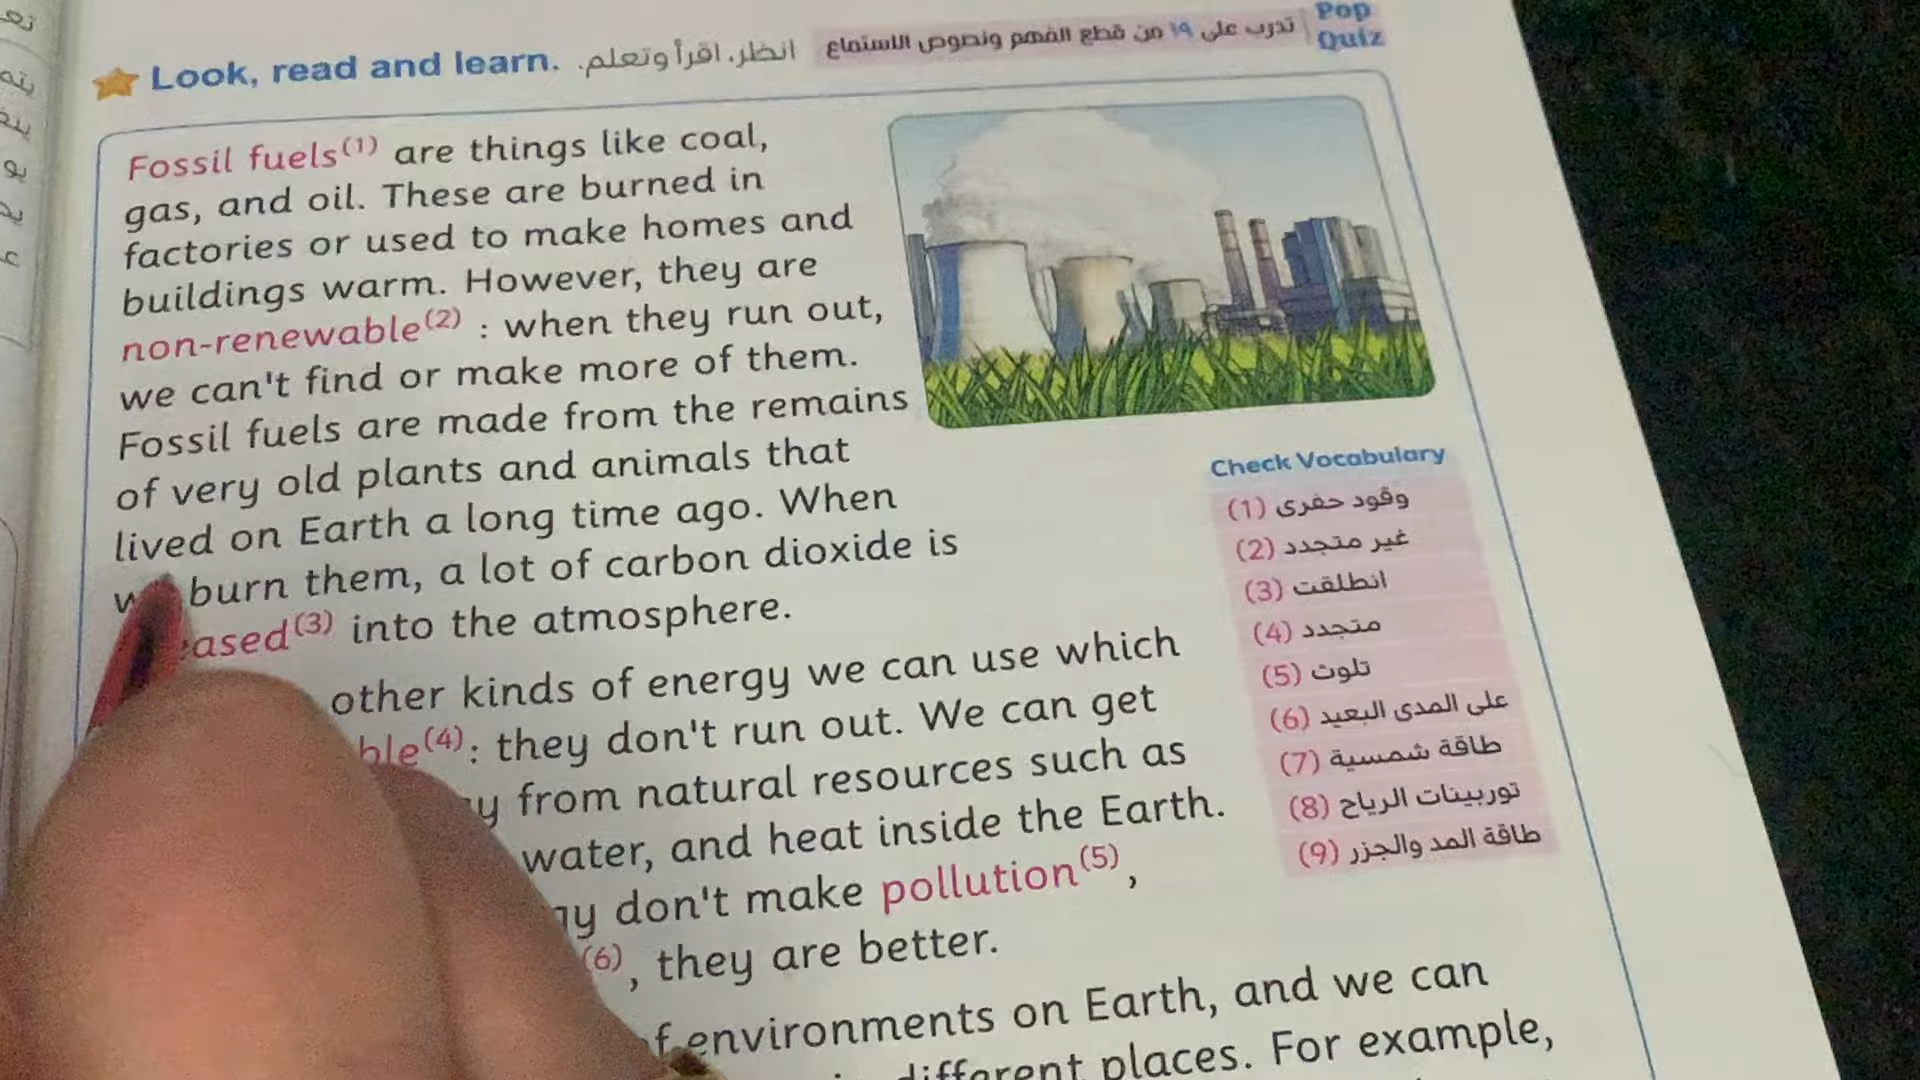 Look, read and learn. انظر، اقرأ وتعلم.
تدرب على ١٩ من قطع الفهم ونصوص الاستماع
Pop
Quiz
Fossil fuels(1) are things like coal,
gas, and oil. These are burned in
factories or used to make homes and
buildings warm. However, they are
non-renewable(2) : when they run out,
we can't find or make more of them.
Fossil fuels are made from the remains
of very old plants and animals that
lived on Earth a long time ago. When
burn them, a lot of carbon dioxide is
ased(3) into the atmosphere.
other kinds of energy we can use which
ble(4): they don't run out. We can get
y from natural resources such as
water, and heat inside the Earth.
don't make pollution(5),
(6), they are better.
f environments on Earth, and we can
different places. For example,
Check Vocabulary
(1) وقود حفرى
(2) غير متجدد
(3) انطلقت
(4) متجدد
(5) تلوث
(6) على المدى البعيد
(7) طاقة شمسية
(8) توربينات الرياح
(9) طاقة المد والجزر